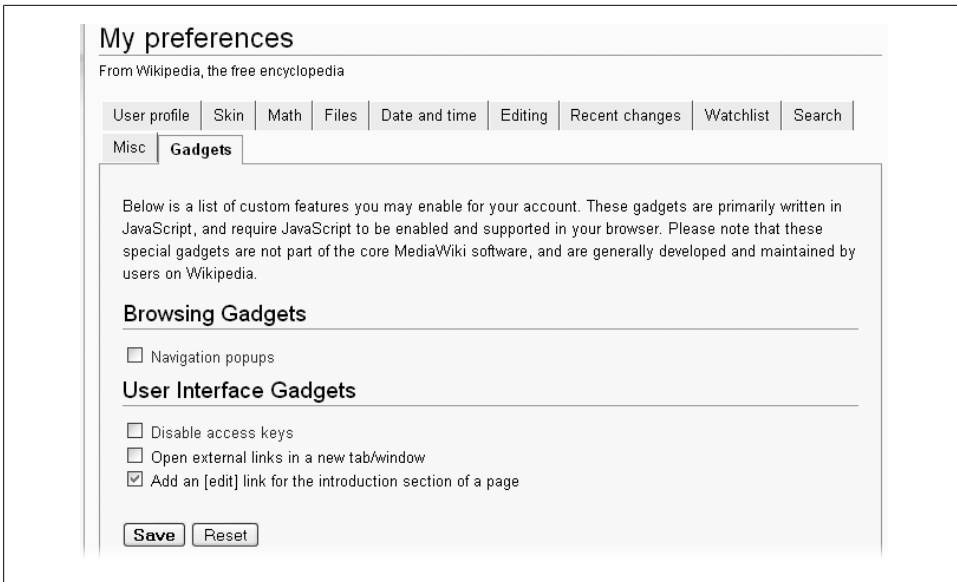 My preferences
From Wikipedia, the free encyclopedia
User profile Skin Math Files Date and time Editing Recent changes Watchlist Search
Misc Gadgets
Below is a list of custom features you may enable for your account. These gadgets are primarily written in
JavaScript, and require JavaScript to be enabled and supported in your browser. Please note that these
special gadgets are not part of the core MediaWiki software, and are generally developed and maintained by
users on Wikipedia.
Browsing Gadgets
Navigation popups
User Interface Gadgets
Disable access keys
Open external links in a new tab/window
Add an [edit] link for the introduction section of a page
Save Reset